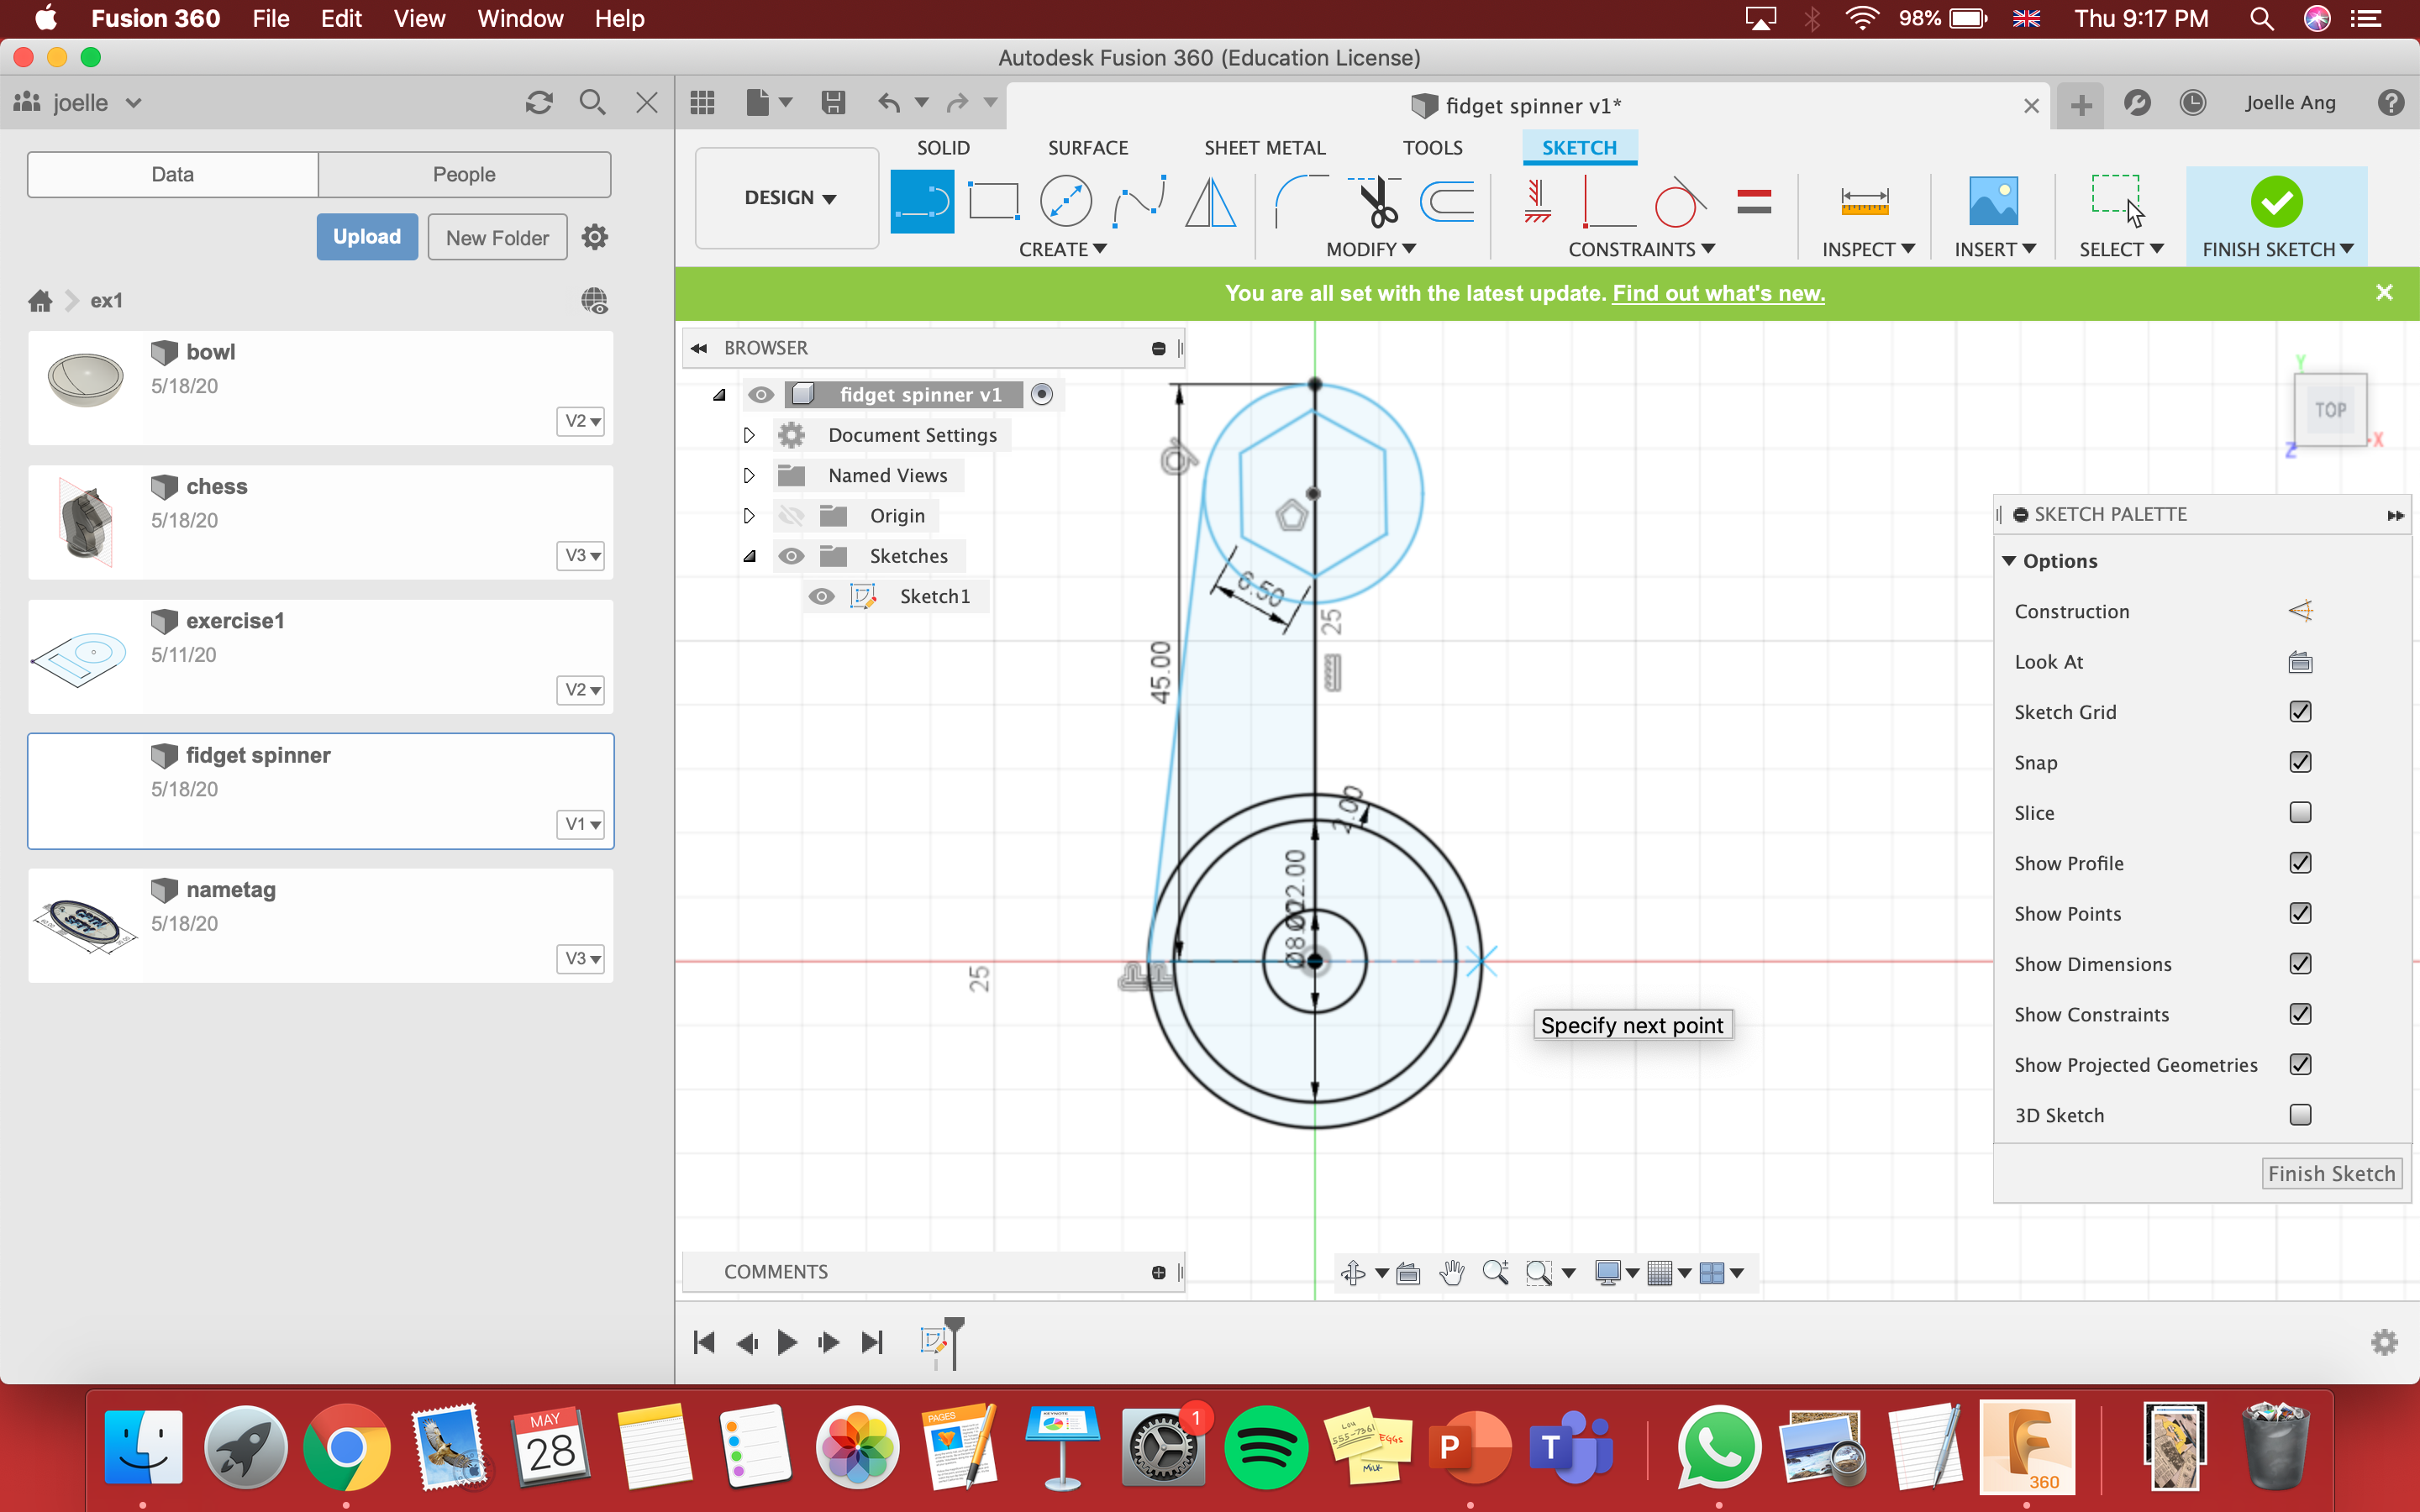 Fusion 360 File Edit View Window Help 98% Thu 9:17 PM
Autodesk Fusion 360 (Education License)
joelle
fidget spinner v1*
Joelle Ang
Data People
Upload New Folder
ex1
bowl
5/18/20
V2
chess
5/18/20
V3
exercise1
5/11/20
V2
fidget spinner
5/18/20
V1
nametag
5/18/20
V3
SOLID SURFACE SHEET METAL TOOLS SKETCH
DESIGN
CREATE MODIFY CONSTRAINTS INSPECT INSERT SELECT FINISH SKETCH
You are all set with the latest update. Find out what's new.
BROWSER
fidget spinner v1
Document Settings
Named Views
Origin
Sketches
Sketch1
6.50
25
45.00
2.00
22.00
Ø8.00
25
Specify next point
Y
TOP
X
Z
SKETCH PALETTE
Options
Construction
Look At
Sketch Grid
Snap
Slice
Show Profile
Show Points
Show Dimensions
Show Constraints
Show Projected Geometries
3D Sketch
Finish Sketch
COMMENTS
MAY
28
PAGES
1
P
T
360